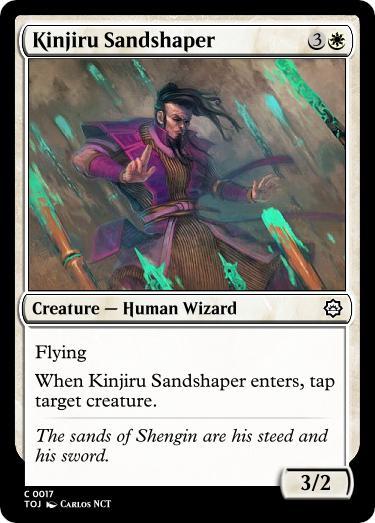 Kinjiru Sandshaper 3
Creature — Human Wizard
Flying
When Kinjiru Sandshaper enters, tap
target creature.
The sands of Shengin are his steed and
his sword.
3/2
C 0017
TOJ Carlos NCT